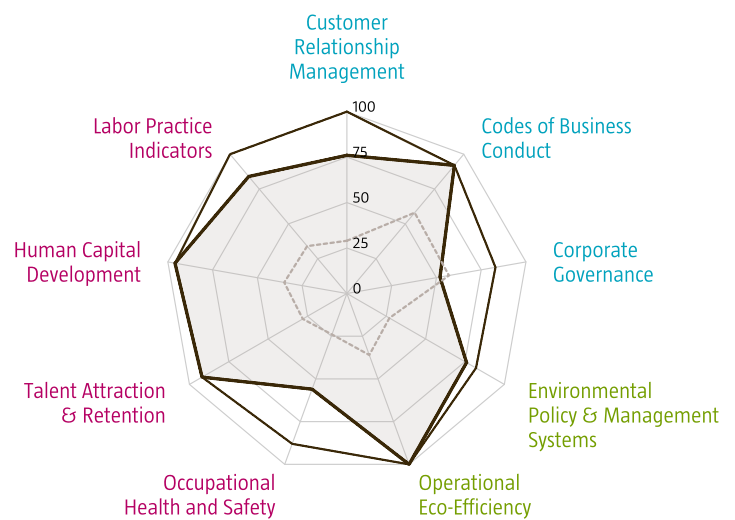 Customer
Relationship
Management
100
Labor Practice
Indicators
Codes of Business
Conduct
75
50
25
0
Human Capital
Development
Corporate
Governance
Talent Attraction
& Retention
Environmental
Policy & Management
Systems
Occupational
Health and Safety
Operational
Eco-Efficiency